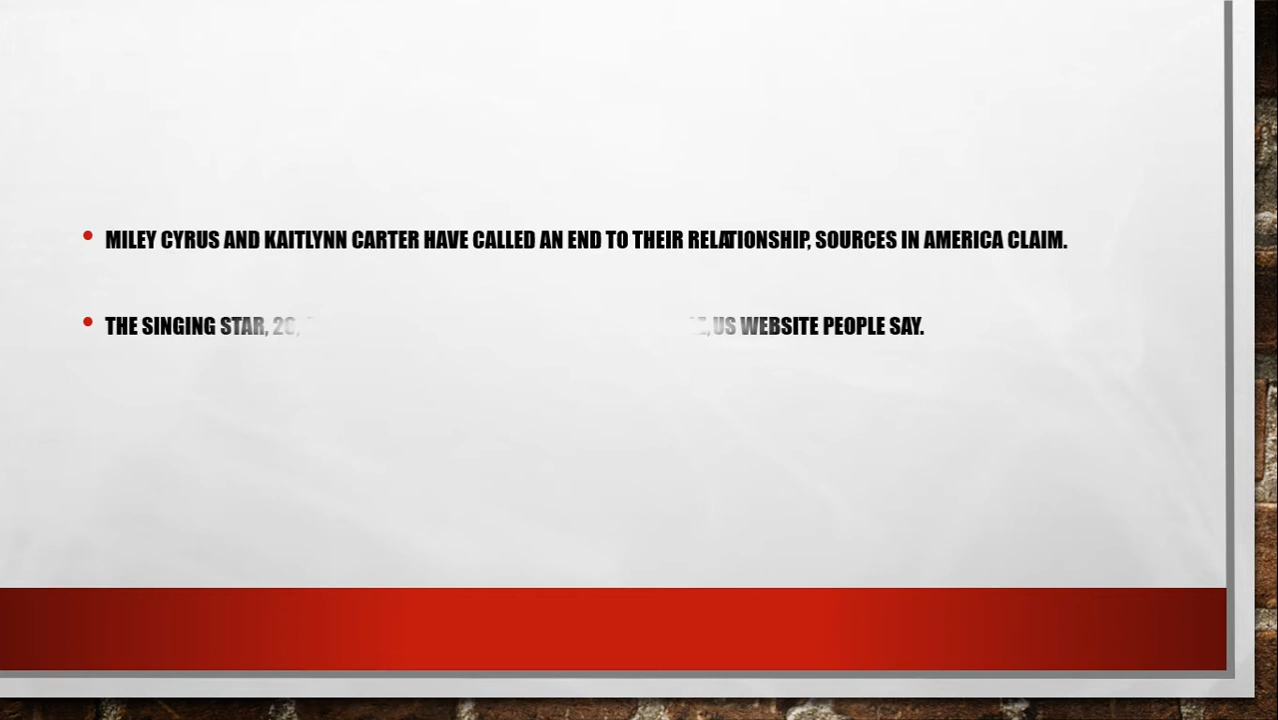 MILEY CYRUS AND KAITLYNN CARTER HAVE CALLED AN END TO THEIR RELATIONSHIP, SOURCES IN AMERICA CLAIM.
THE SINGING STAR, US WEBSITE PEOPLE SAY.